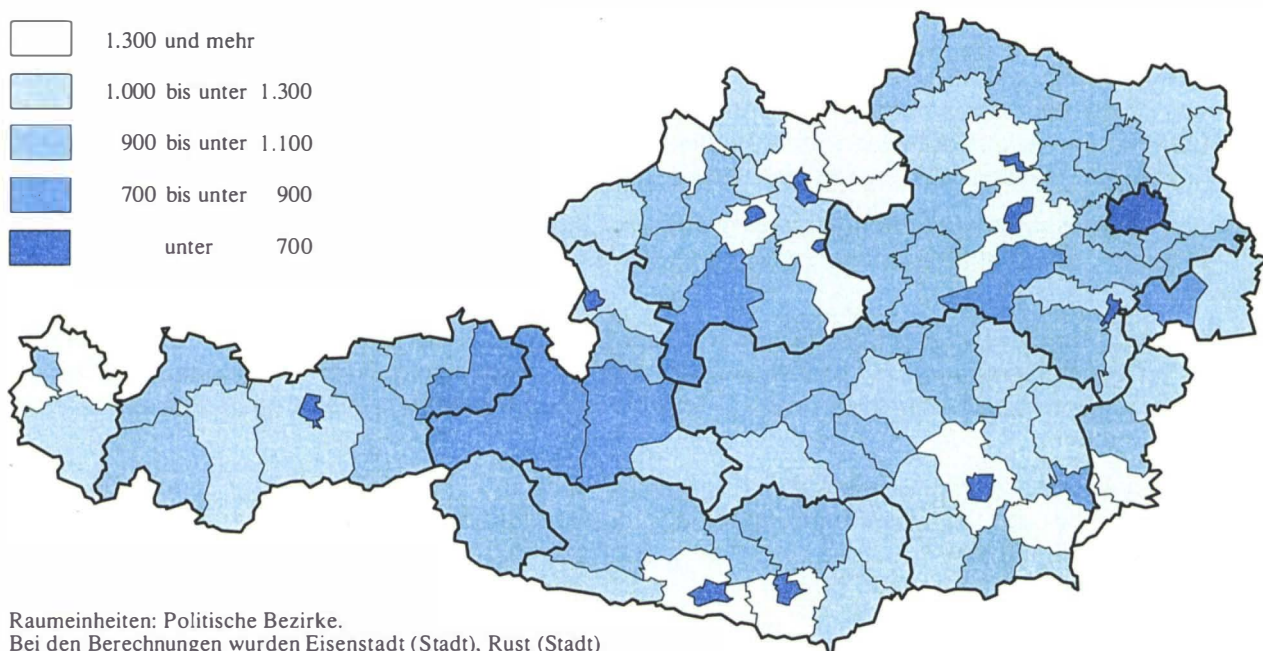 1.300 und mehr
1.000 bis unter 1.300
900 bis unter 1.100
700 bis unter 900
unter 700
Raumeinheiten: Politische Bezirke.
Bei den Berechnungen wurden Eisenstadt (Stadt), Rust (Stadt)